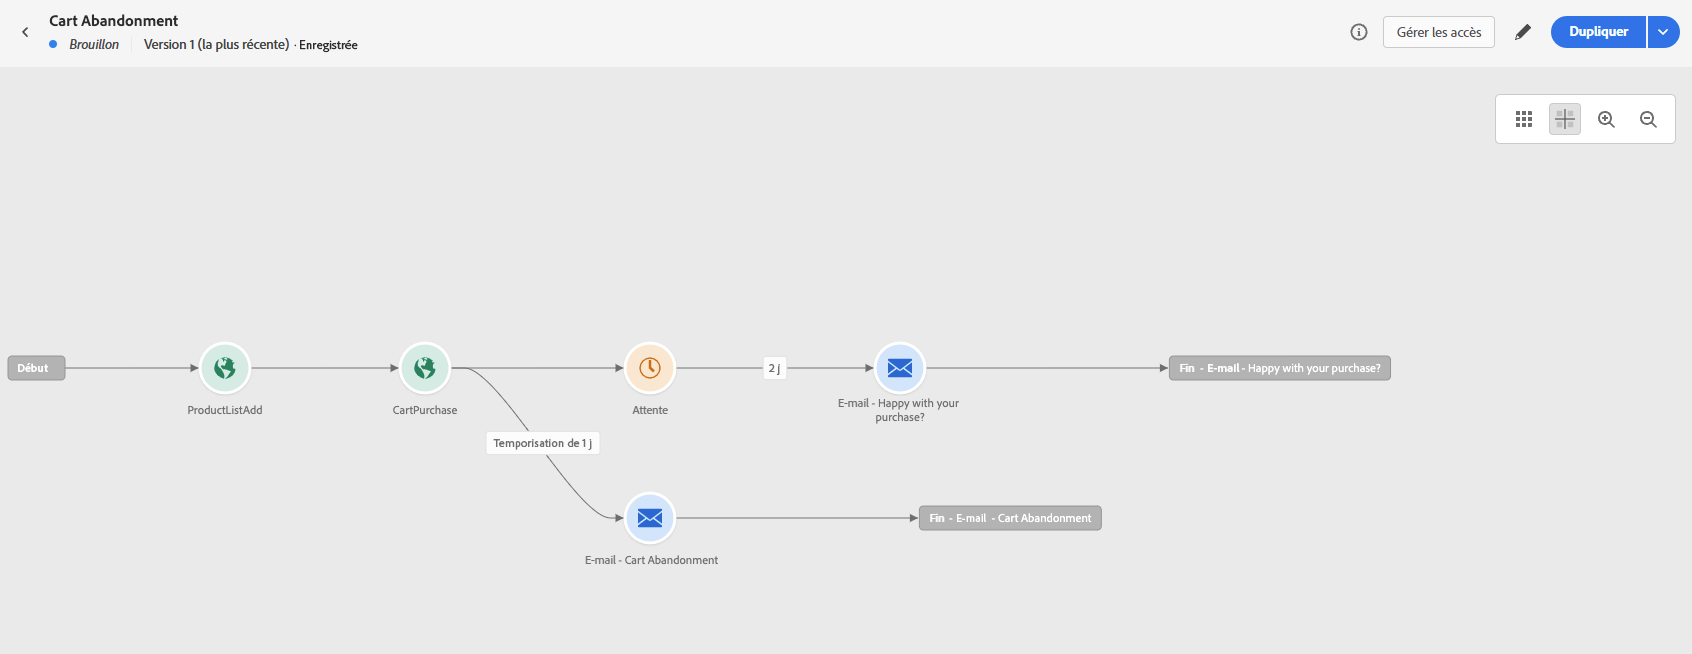 Cart Abandonment
Brouillon Version 1 (la plus récente) · Enregistrée
Gérer les accès
Dupliquer
Début
ProductListAdd
CartPurchase
Attente
2 j
E-mail - Happy with your
purchase?
Fin - E-mail - Happy with your purchase?
Temporisation de 1 j
E-mail - Cart Abandonment
Fin - E-mail - Cart Abandonment